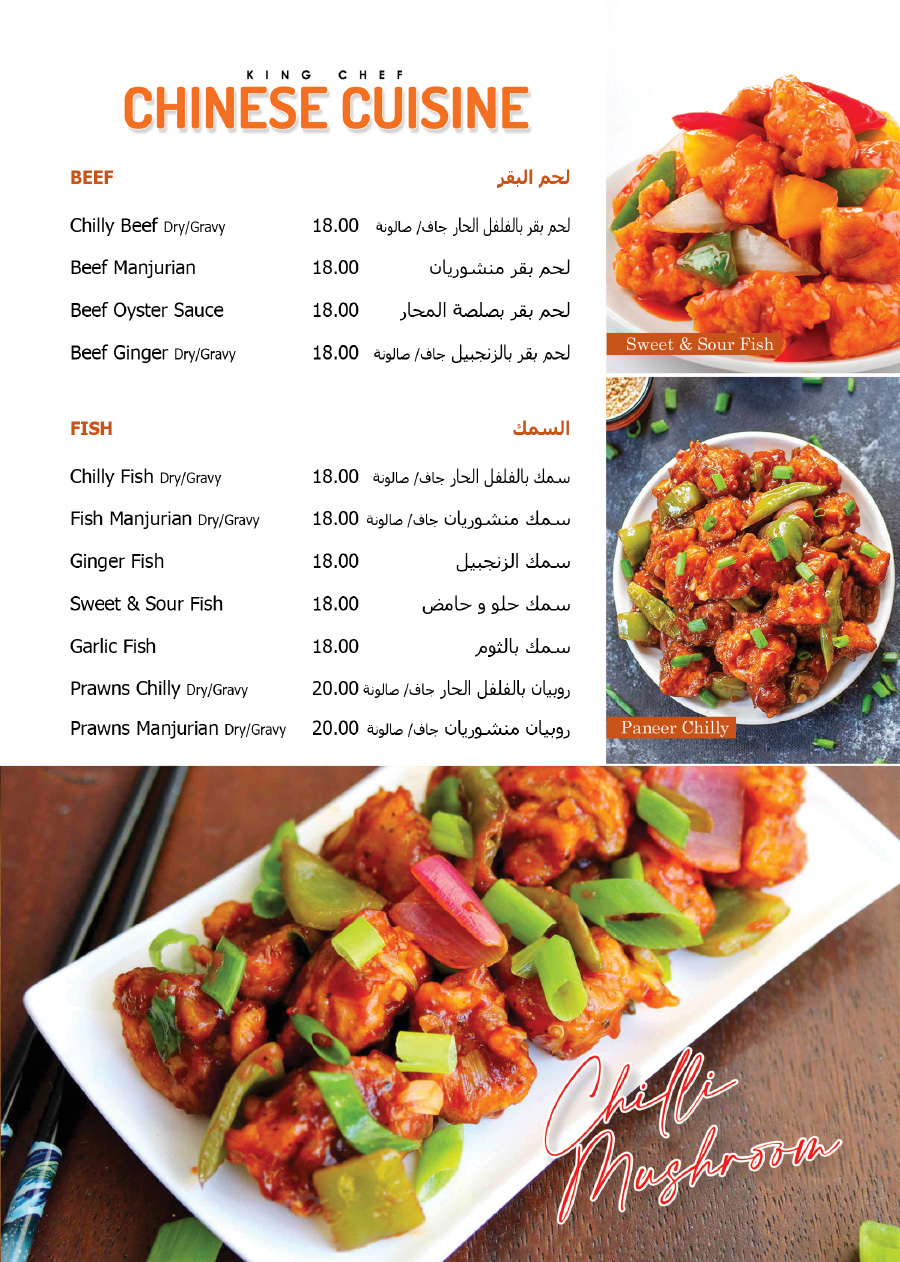 KING CHEF
CHINESE CUISINE
BEEF لحم البقر
Chilly Beef Dry/Gravy 18.00 لحم بقر بالفلفل الحار جاف/ صالونة
Beef Manjurian 18.00 لحم بقر منشوريان
Beef Oyster Sauce 18.00 لحم بقر بصلصة المحار
Beef Ginger Dry/Gravy 18.00 لحم بقر بالزنجبيل جاف/ صالونة
FISH السمك
Chilly Fish Dry/Gravy 18.00 سمك بالفلفل الحار جاف/ صالونة
Fish Manjurian Dry/Gravy 18.00 سمك منشوريان جاف/ صالونة
Ginger Fish 18.00 سمك الزنجبيل
Sweet & Sour Fish 18.00 سمك حلو و حامض
Garlic Fish 18.00 سمك بالثوم
Prawns Chilly Dry/Gravy 20.00 روبيان بالفلفل الحار جاف/ صالونة
Prawns Manjurian Dry/Gravy 20.00 روبيان منشوريان جاف/ صالونة
Sweet & Sour Fish
Paneer Chilly
Chilli
Mushroom